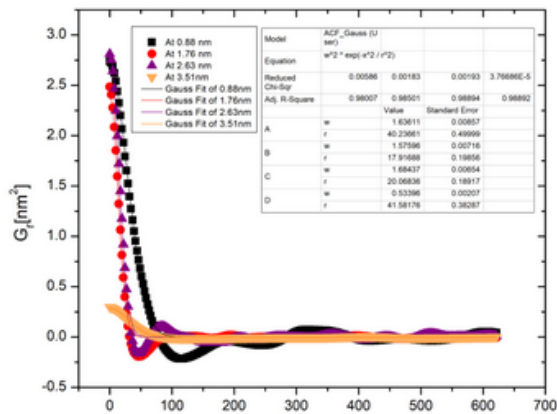 At 0.88 nm
At 1.76 nm
At 2.63 nm
At 3.51nm
Gauss Fit of 0.88nm
Gauss Fit of 1.76nm
Gauss Fit of 2.63nm
Gauss Fit of 3.51nm
Model ACF_Gauss (User)
Equation w^2 * exp(-x^2 / r^2)
Reduced Chi-Sqr 0.00586 0.00183 0.00193 3.76686E-5
Adj. R-Square 0.98007 0.98501 0.98894 0.98892
Value Standard Error
A w 1.63611 0.00857
r 40.23661 0.49999
B w 1.57596 0.00716
r 17.91688 0.19856
C w 1.68437 0.00654
r 20.06836 0.18917
D w 0.53396 0.00207
r 41.58176 0.38287
3.0
2.5
2.0
1.5
1.0
0.5
0.0
-0.5
Gr[nm²]
0 100 200 300 400 500 600 700